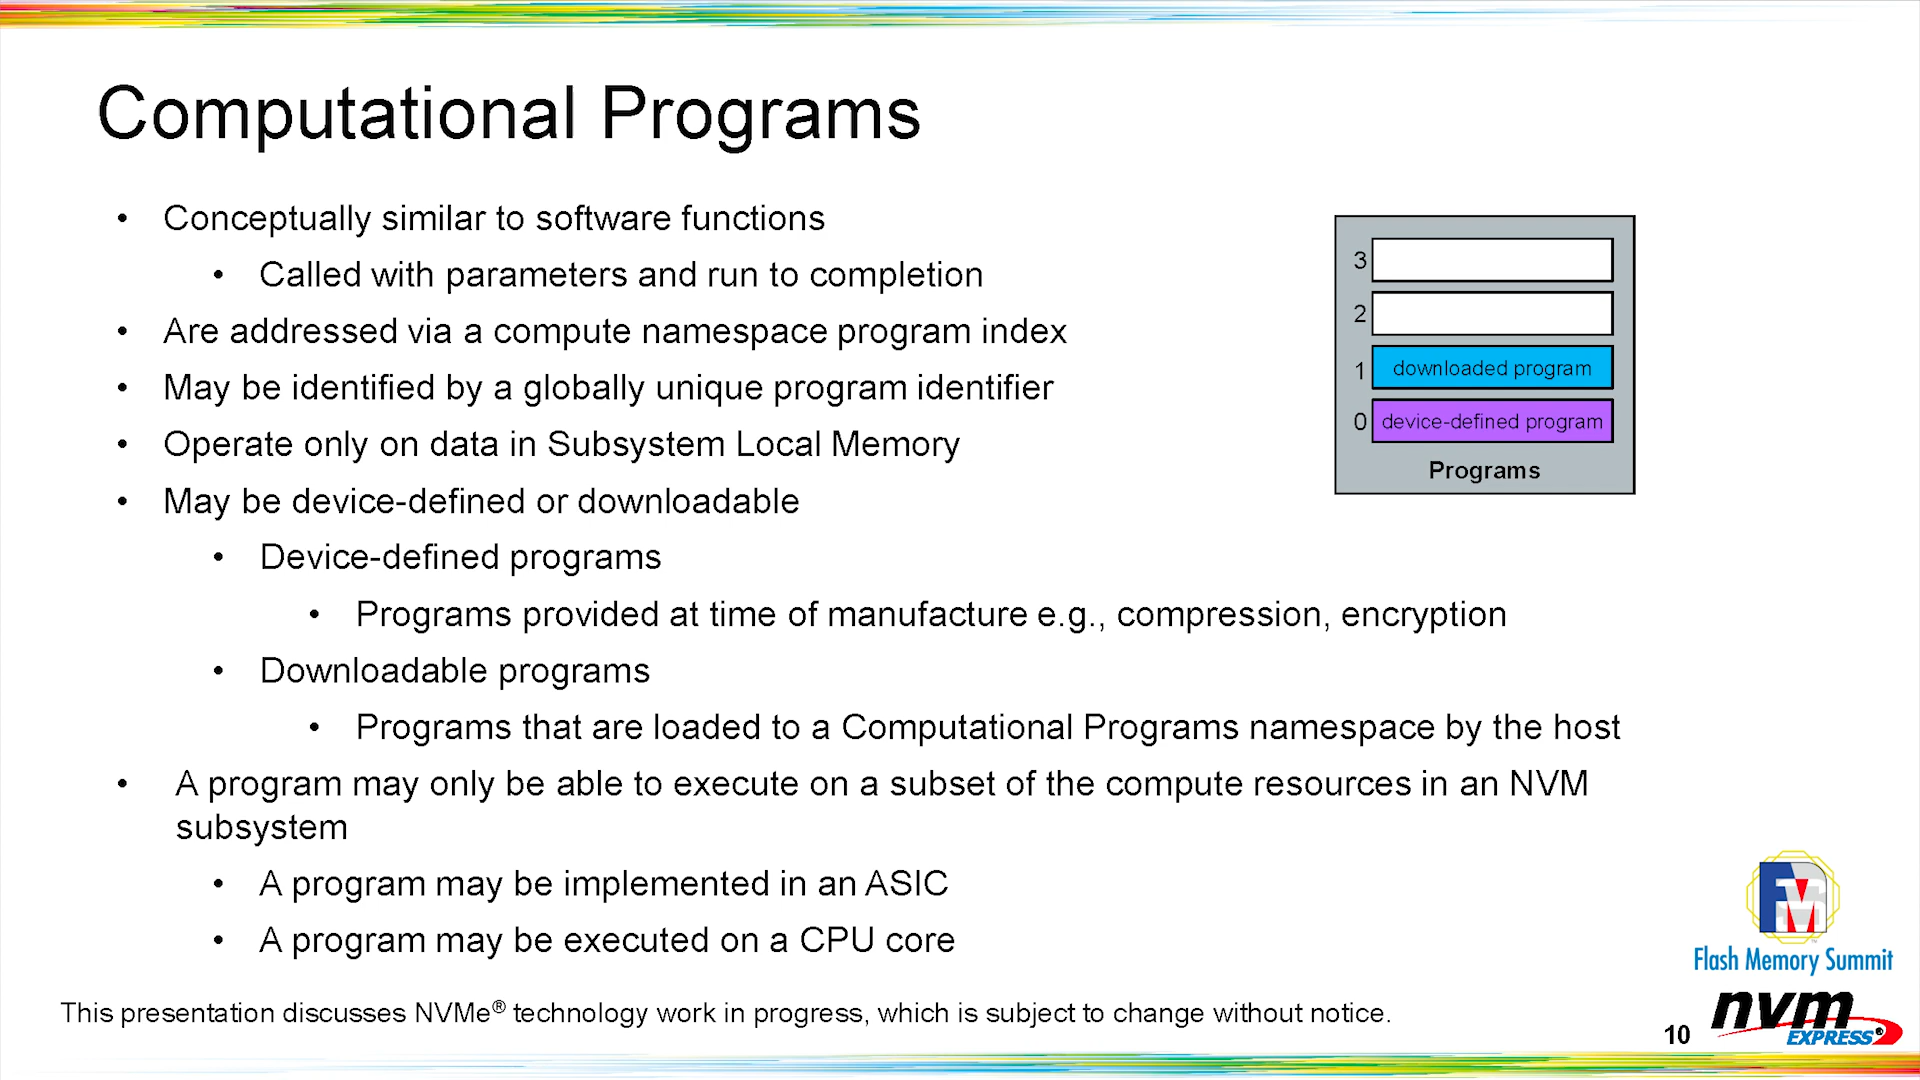 Computational Programs
• Conceptually similar to software functions
• Called with parameters and run to completion
• Are addressed via a compute namespace program index
• May be identified by a globally unique program identifier
• Operate only on data in Subsystem Local Memory
• May be device-defined or downloadable
• Device-defined programs
• Programs provided at time of manufacture e.g., compression, encryption
• Downloadable programs
• Programs that are loaded to a Computational Programs namespace by the host
• A program may only be able to execute on a subset of the compute resources in an NVM
subsystem
• A program may be implemented in an ASIC
• A program may be executed on a CPU core
3
2
1 downloaded program
0 device-defined program
Programs
This presentation discusses NVMe® technology work in progress, which is subject to change without notice.
FMS
Flash Memory Summit
10
nvm
EXPRESS®